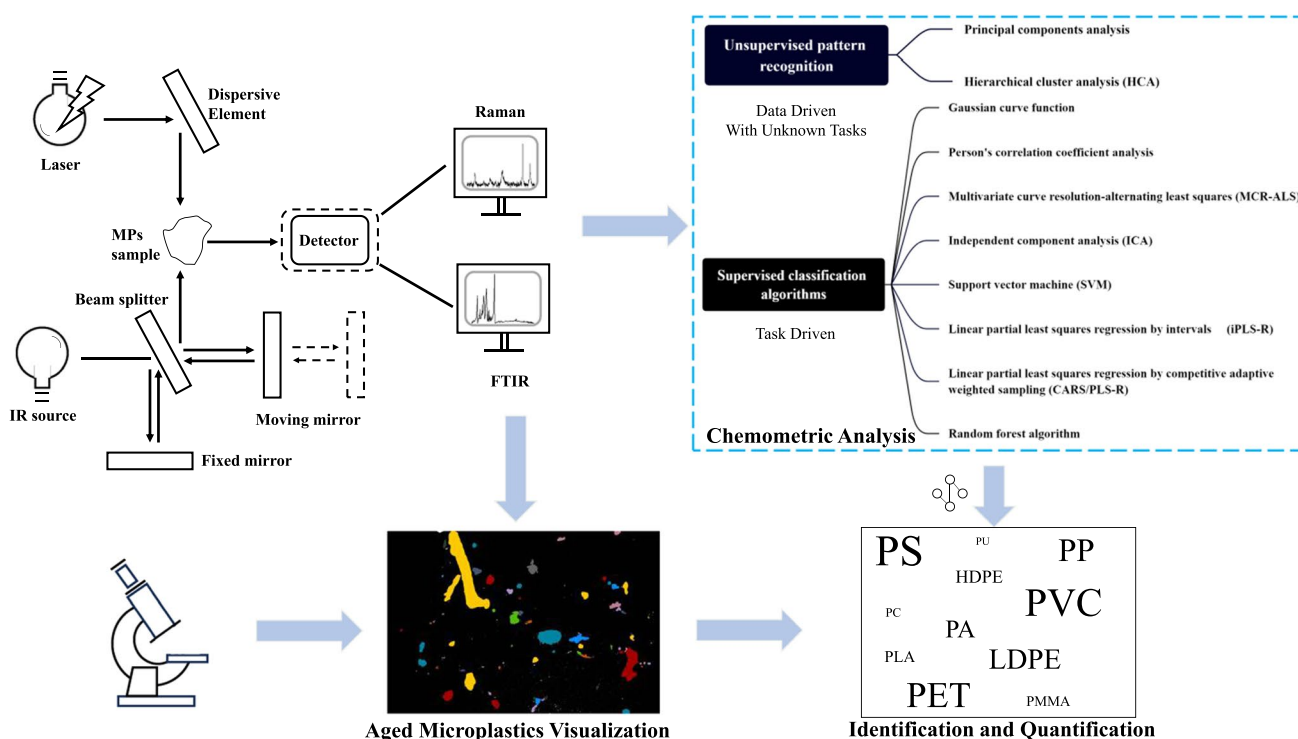 Laser
Dispersive
Element
MPs
sample
Detector
Raman
FTIR
Beam splitter
IR source
Moving mirror
Fixed mirror
Unsupervised pattern
recognition
Data Driven
With Unknown Tasks
Principal components analysis
Hierarchical cluster analysis (HCA)
Supervised classification
algorithms
Task Driven
Gaussian curve function
Person's correlation coefficient analysis
Multivariate curve resolution-alternating least squares (MCR-ALS)
Independent component analysis (ICA)
Support vector machine (SVM)
Linear partial least squares regression by intervals (iPLS-R)
Linear partial least squares regression by competitive adaptive
weighted sampling (CARS/PLS-R)
Random forest algorithm
Chemometric Analysis
Aged Microplastics Visualization
PS
PU
PP
HDPE
PVC
PC
PA
PLA
LDPE
PET
PMMA
Identification and Quantification